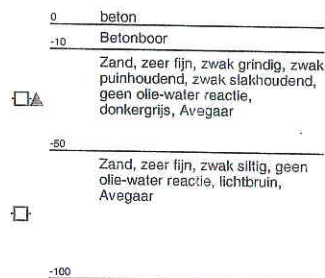 0 beton
-10 Betonboor
Zand, zeer fijn, zwak grindig, zwak
puinhoudend, zwak slakhoudend,
geen olie-water reactie,
donkergrijs, Avegaar
-50
Zand, zeer fijn, zwak siltig, geen
olie-water reactie, lichtbruin,
Avegaar
-100